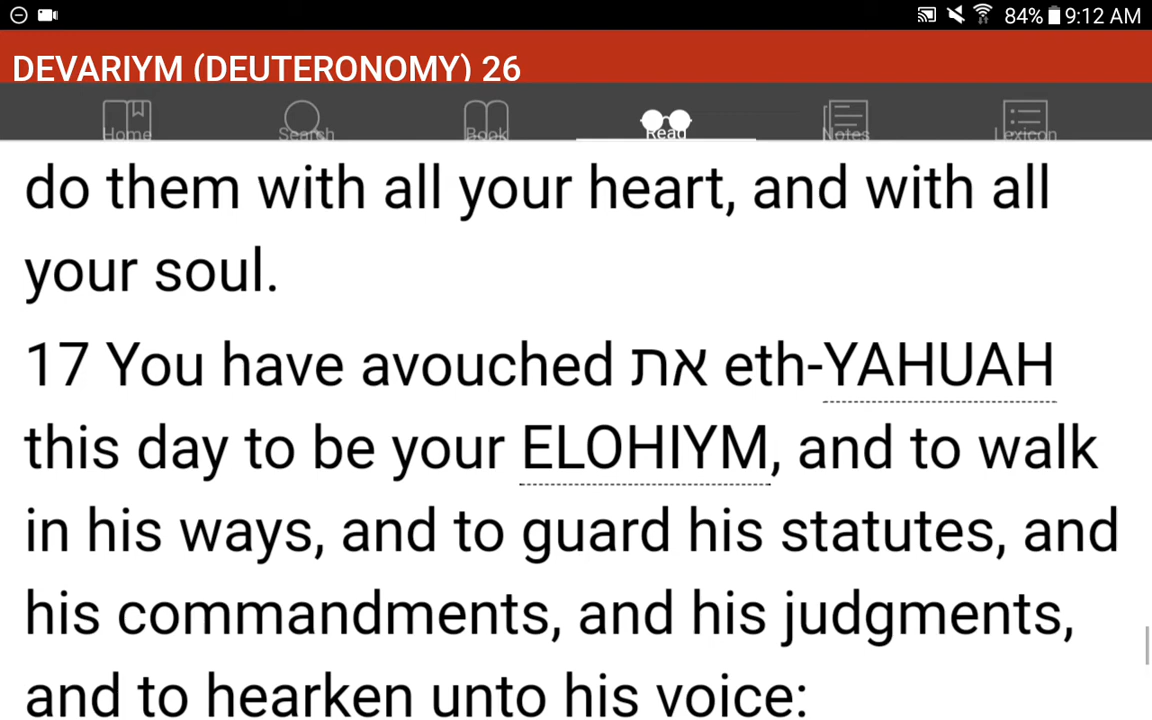 84% 9:12 AM
DEVARIYM (DEUTERONOMY) 26
Home Search Book Read Notes Lexicon
do them with all your heart, and with all
your soul.
17 You have avouched את eth-YAHUAH
this day to be your ELOHIYM, and to walk
in his ways, and to guard his statutes, and
his commandments, and his judgments,
and to hearken unto his voice: